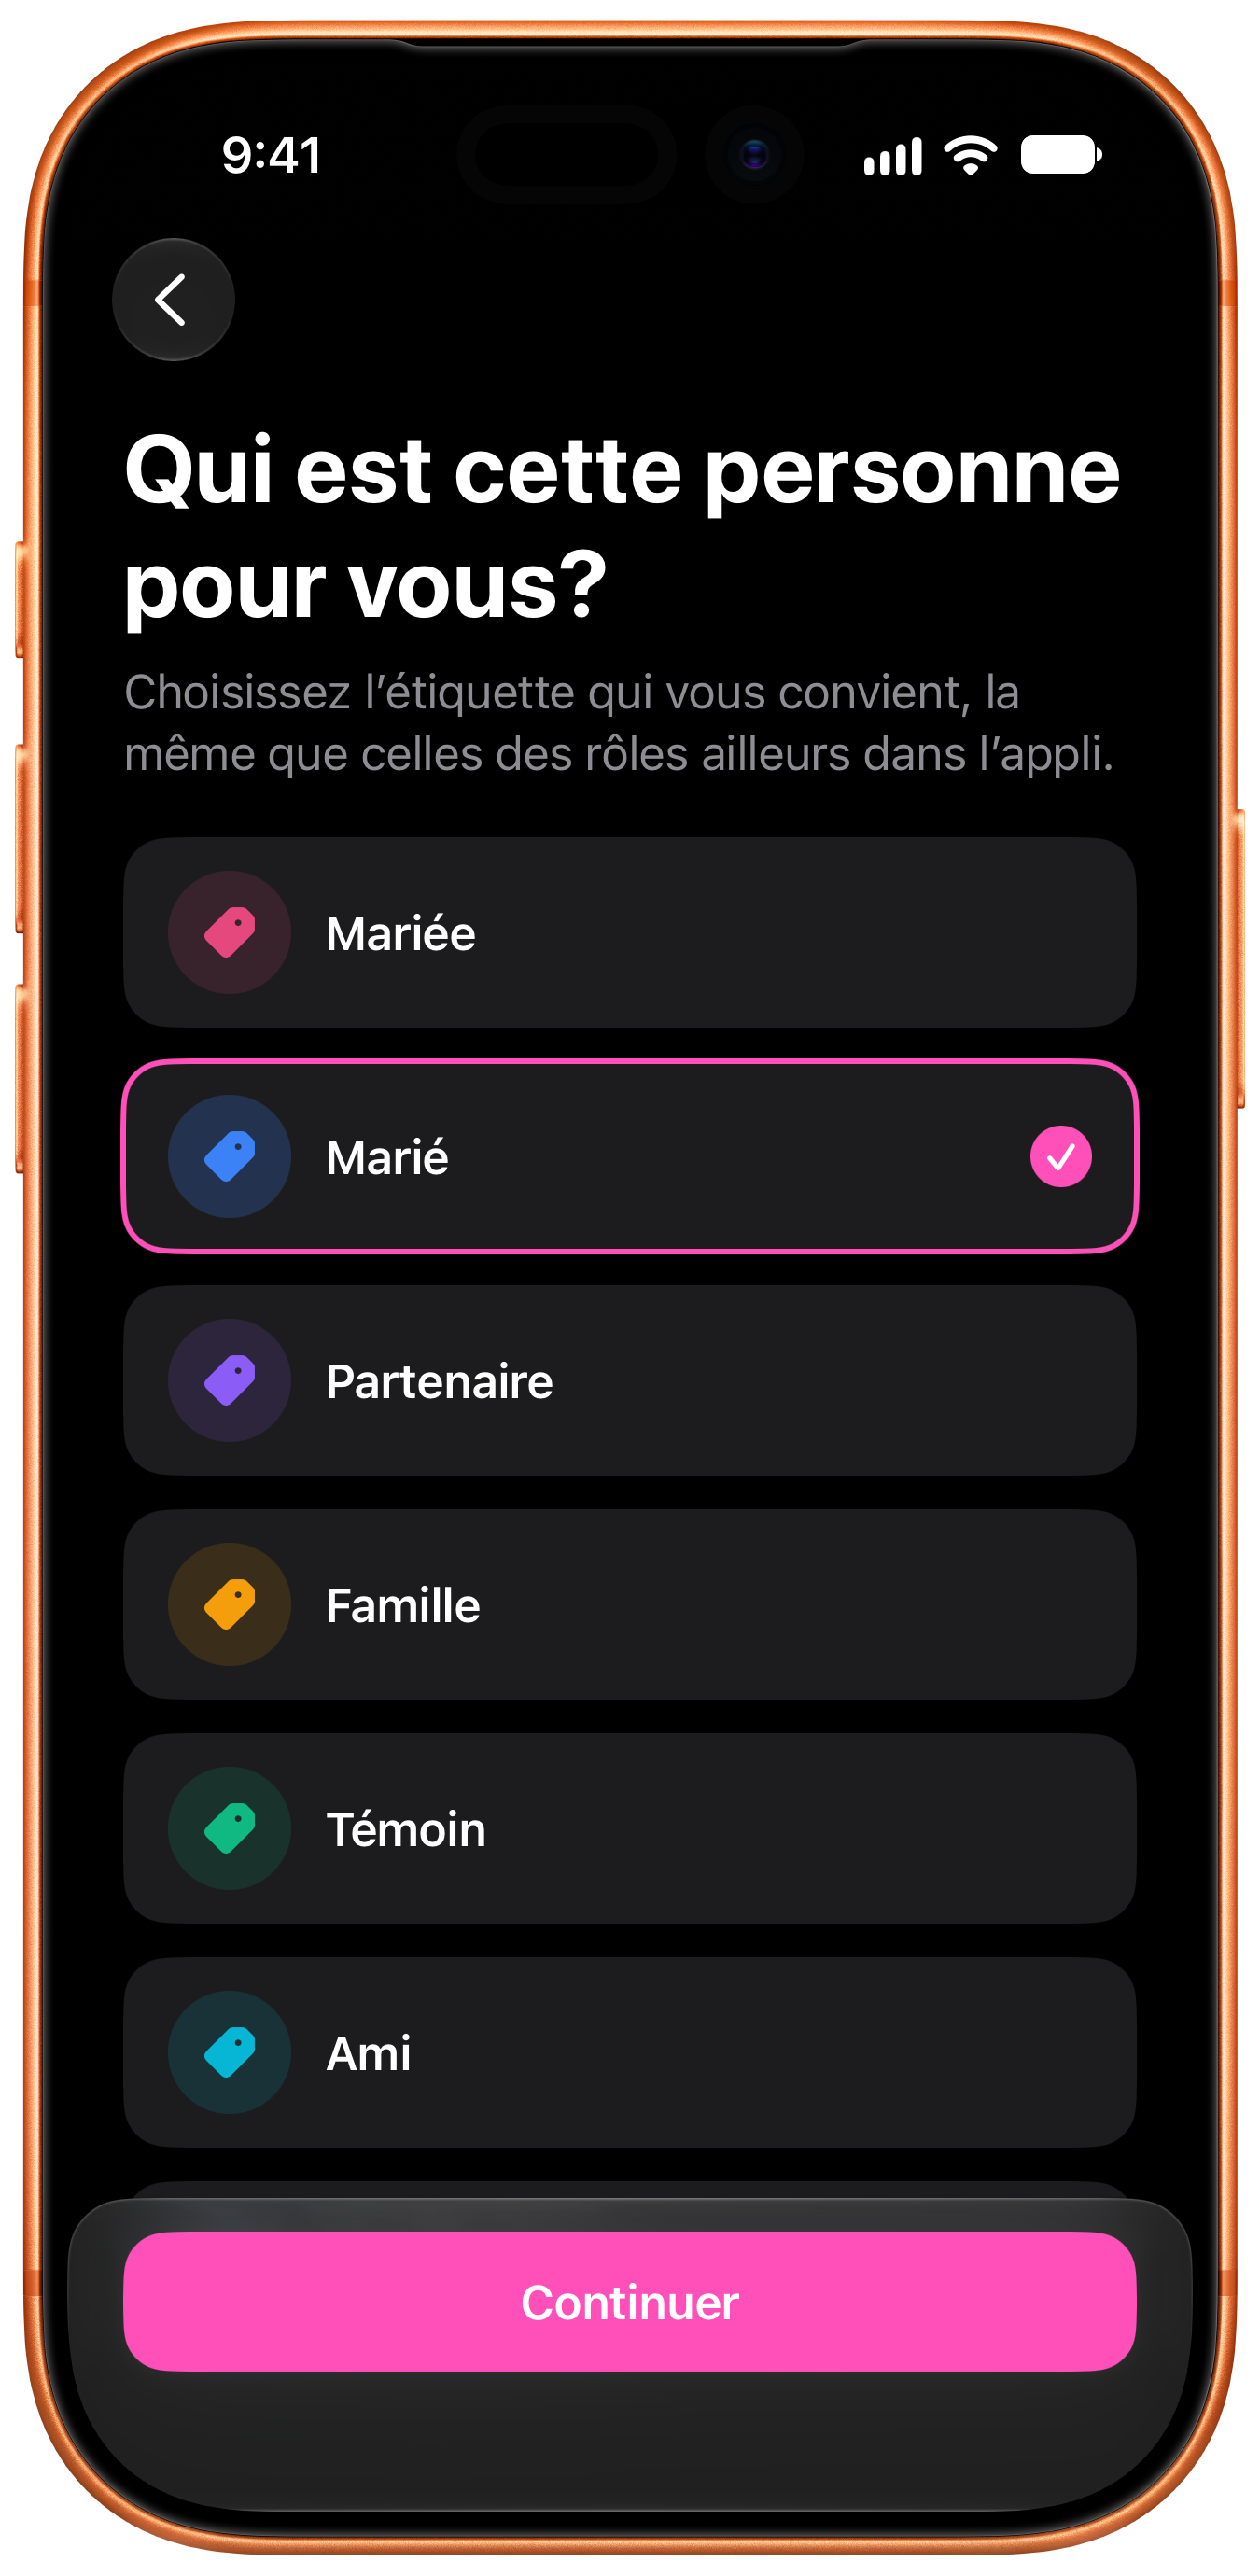 9:41
Qui est cette personne
pour vous?
Choisissez l’étiquette qui vous convient, la
même que celles des rôles ailleurs dans l’appli.
Mariée
Marié
Partenaire
Famille
Témoin
Ami
Continuer